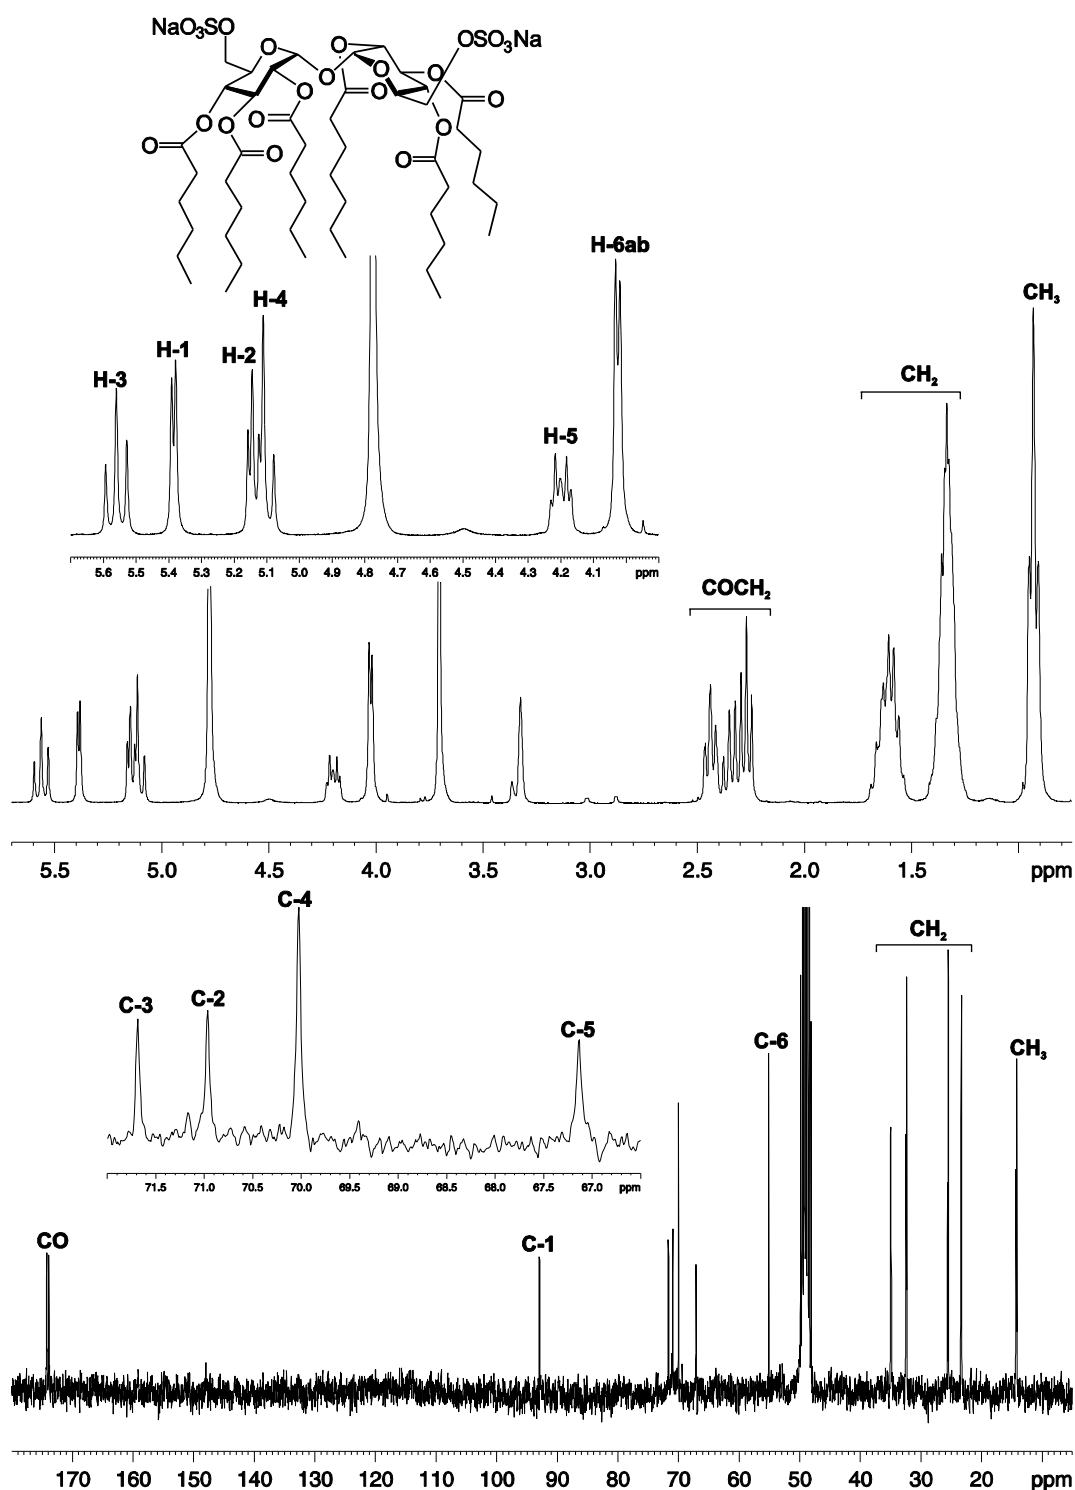 NaO₃SO
OSO₃Na
O O
O O
O O O
O O O O O
O O O
H-6ab
H-4
CH₃
H-1
H-2
H-3
CH₂
H-5
5.6 5.5 5.4 5.3 5.2 5.1 5.0 4.9 4.8 4.7 4.6 4.5 4.4 4.3 4.2 4.1 ppm
COCH₂
5.5 5.0 4.5 4.0 3.5 3.0 2.5 2.0 1.5 ppm
C-4
CH₂
C-3 C-2
C-5
C-6
CH₃
71.5 71.0 70.5 70.0 69.5 69.0 68.5 68.0 67.5 67.0 ppm
CO
C-1
170 160 150 140 130 120 110 100 90 80 70 60 50 40 30 20 ppm